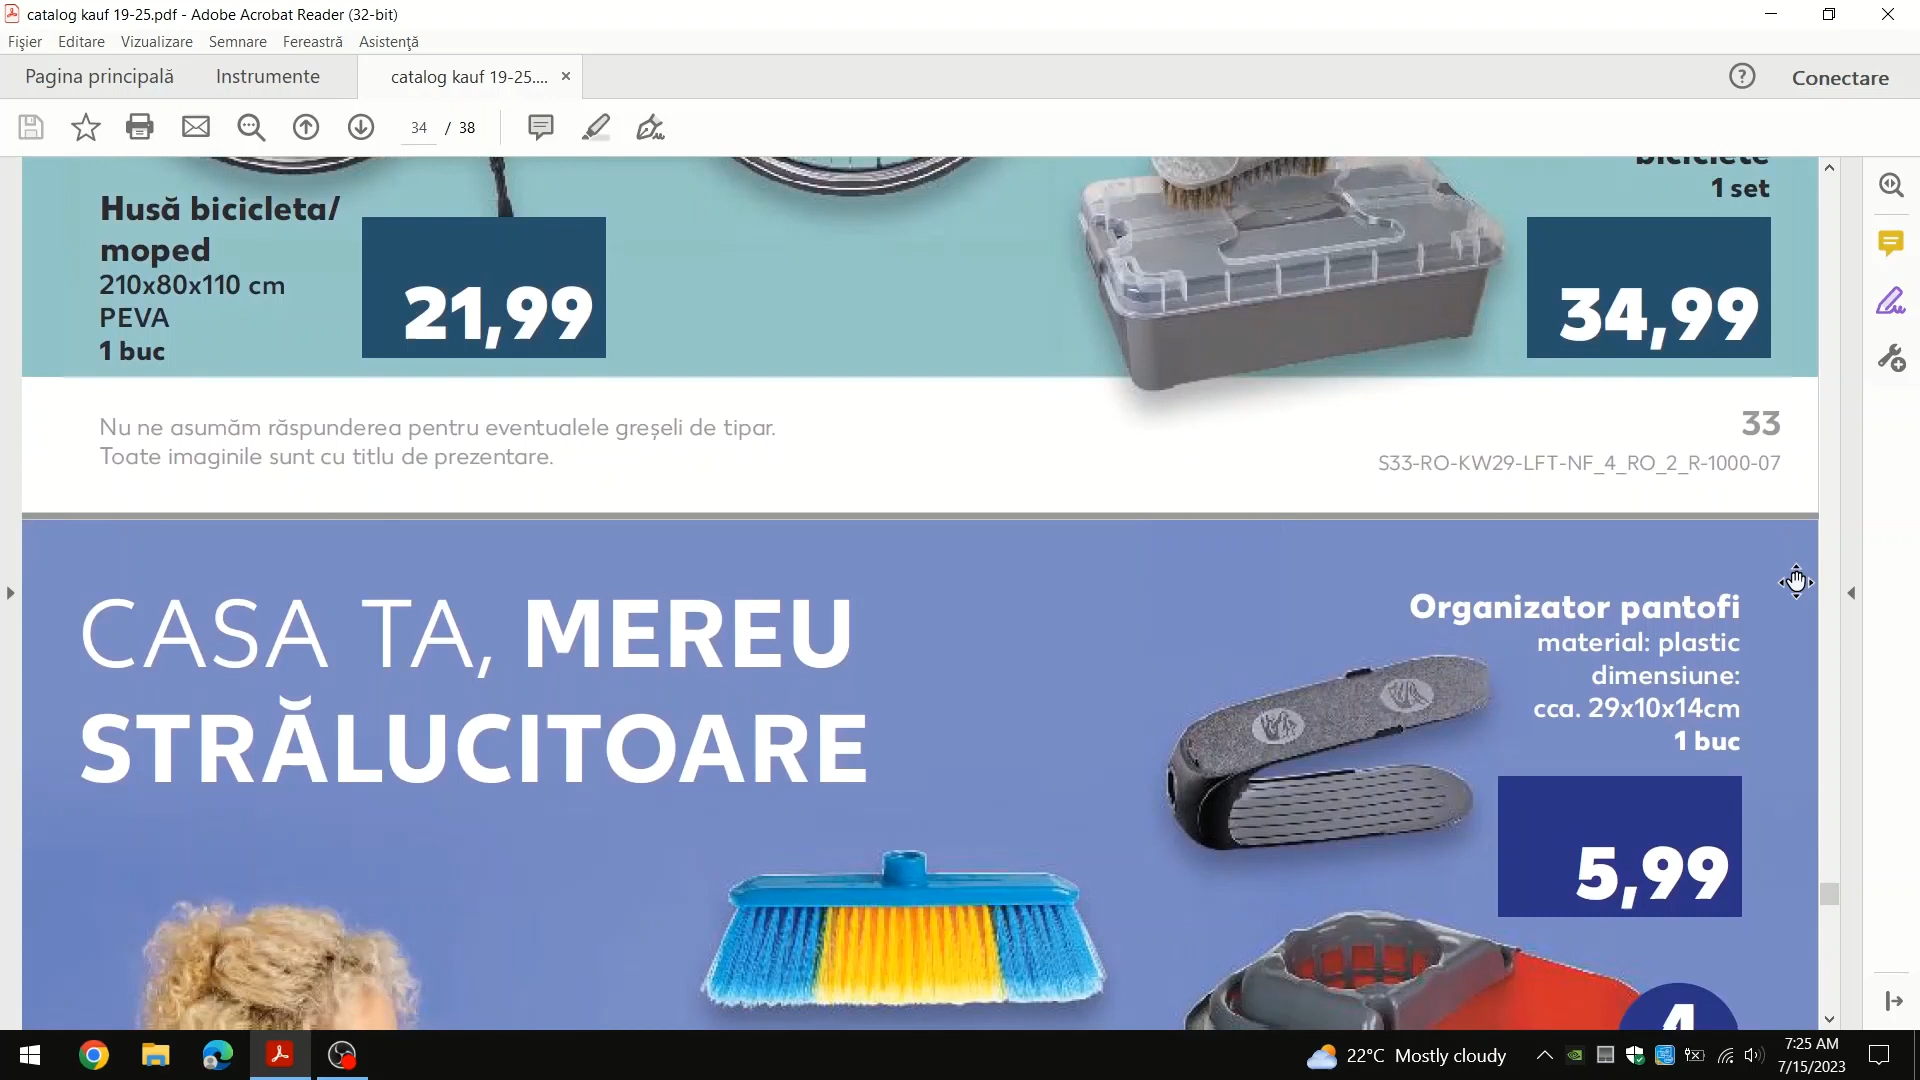 catalog kauf 19-25.pdf - Adobe Acrobat Reader (32-bit)
Fișier Editare Vizualizare Semnare Fereastră Asistență
Pagina principală Instrumente catalog kauf 19-25.... × Conectare
34 / 38
biciclete
1 set
Husă bicicleta/
moped
210x80x110 cm
PEVA
1 buc
21,99
34,99
Nu ne asumăm răspunderea pentru eventualele greșeli de tipar.
Toate imaginile sunt cu titlu de prezentare.
33
S33-RO-KW29-LFT-NF_4_RO_2_R-1000-07
CASA TA, MEREU
STRĂLUCITOARE
Organizator pantofi
material: plastic
dimensiune:
cca. 29x10x14cm
1 buc
5,99
4
22°C Mostly cloudy
7:25 AM
7/15/2023